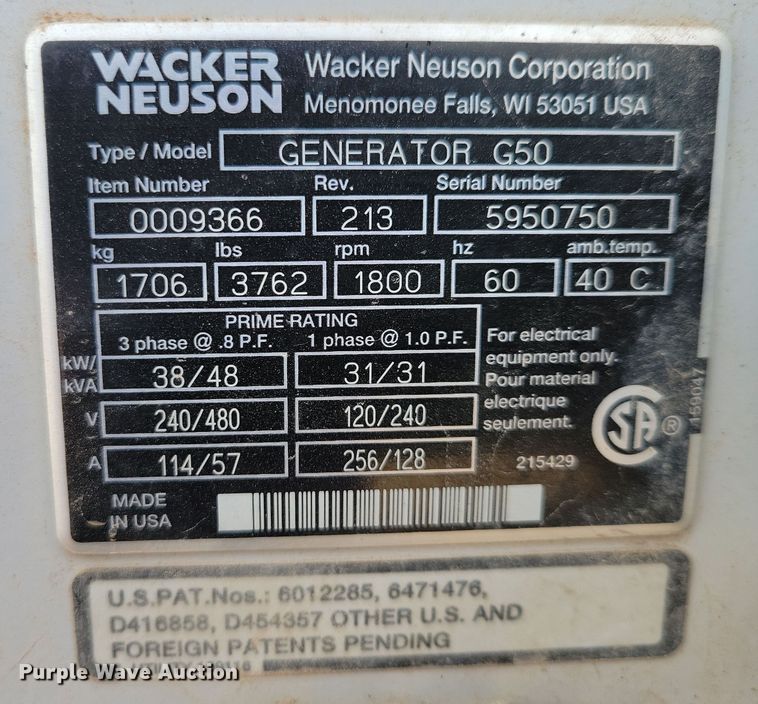 WACKER
NEUSON
Wacker Neuson Corporation
Menomonee Falls, WI 53051 USA
Type / Model GENERATOR G50
Item Number Rev. Serial Number
0009366 213 5950750
kg lbs rpm hz amb.temp.
1706 3762 1800 60 40 C
PRIME RATING
3 phase @ .8 P.F. 1 phase @ 1.0 P.F.
kW/
kVA 38/48 31/31
V 240/480 120/240
A 114/57 256/128
For electrical
equipment only.
Pour material
electrique
seulement.
SA ®
159047
215429
MADE
IN USA
U.S.PAT.Nos.: 6012285, 6471476,
D416858, D454357 OTHER U.S. AND
FOREIGN PATENTS PENDING
Purple Wave Auction